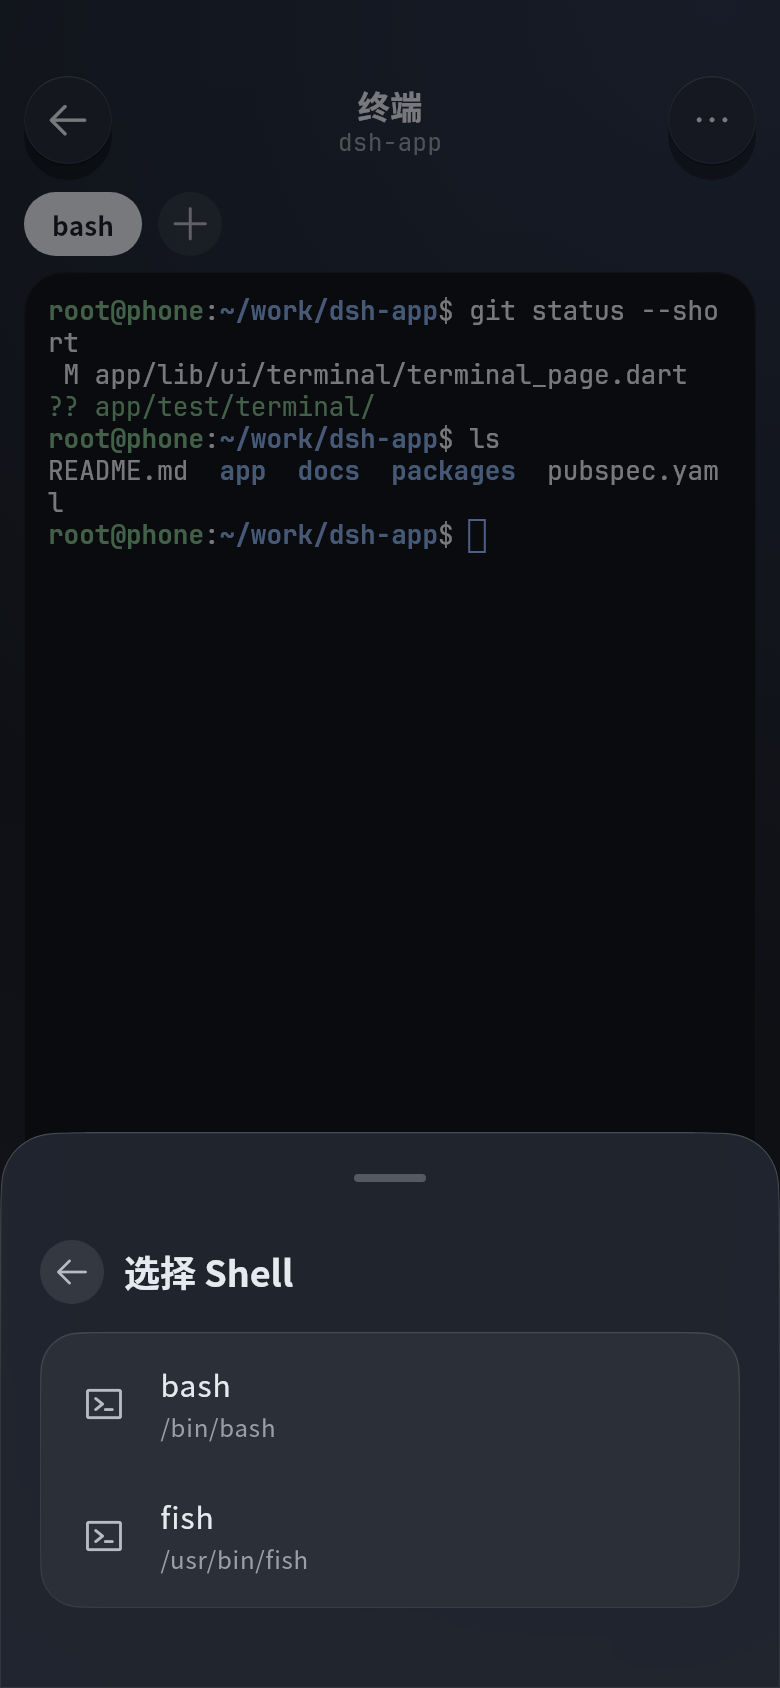 终端
dsh-app
bash
root@phone:~/work/dsh-app$ git status --sho
rt
 M app/lib/ui/terminal/terminal_page.dart
?? app/test/terminal/
root@phone:~/work/dsh-app$ ls
README.md  app  docs  packages  pubspec.yam
l
root@phone:~/work/dsh-app$
选择 Shell
bash
/bin/bash
fish
/usr/bin/fish